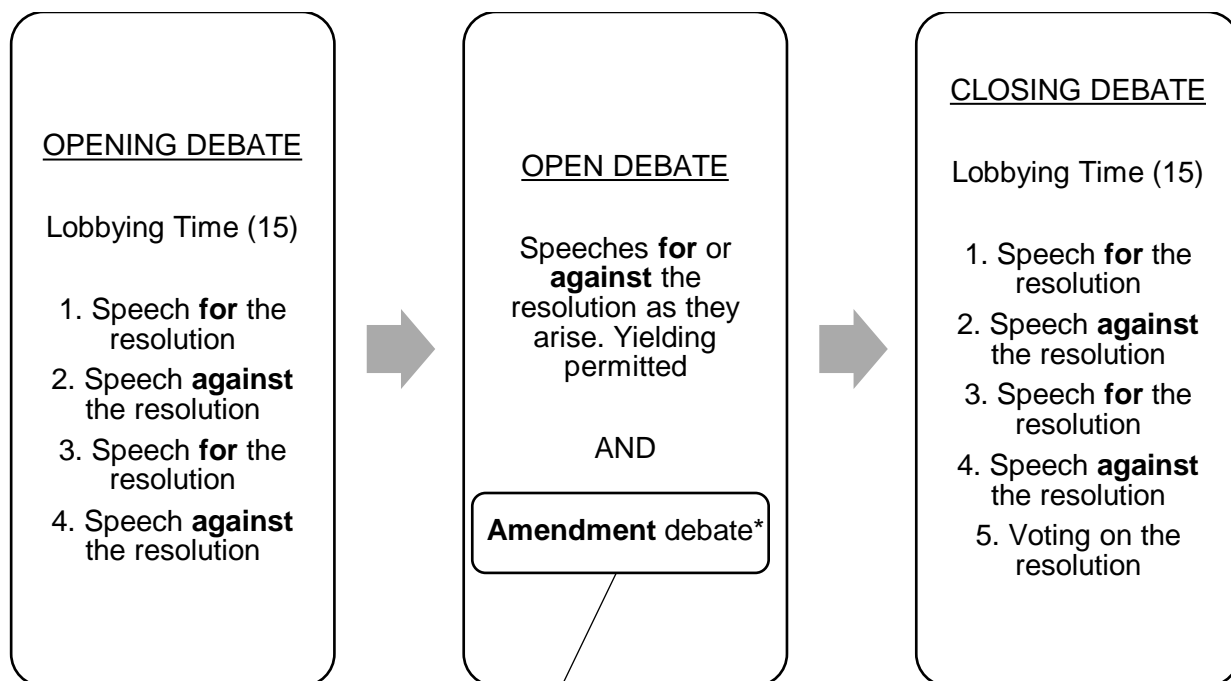 OPENING DEBATE
Lobbying Time (15)
1. Speech for the
resolution
2. Speech against
the resolution
3. Speech for the
resolution
4. Speech against
the resolution
OPEN DEBATE
Speeches for or
against the
resolution as they
arise. Yielding
permitted
AND
Amendment debate*
CLOSING DEBATE
Lobbying Time (15)
1. Speech for the
resolution
2. Speech against
the resolution
3. Speech for the
resolution
4. Speech against
the resolution
5. Voting on the
resolution